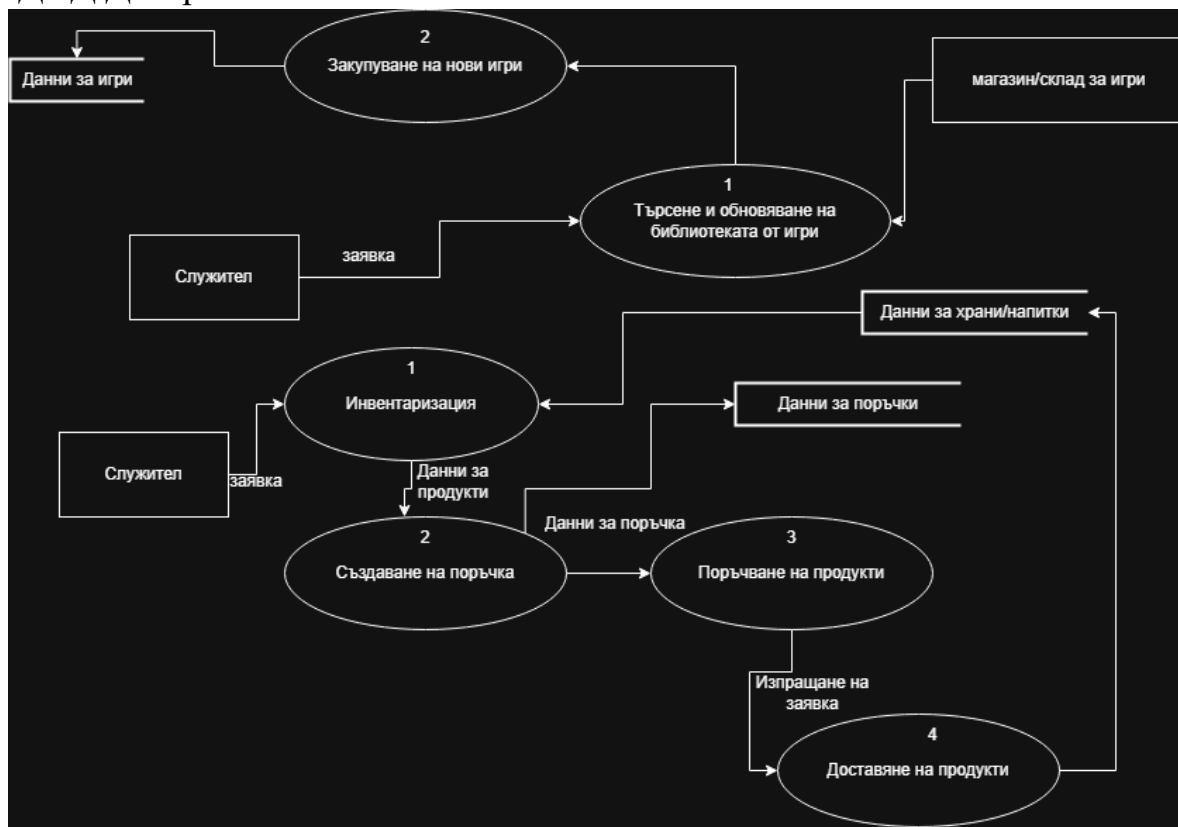 2
Закупуване на нови игри
Данни за игри
магазин/склад за игри
1
Търсене и обновяване на
библиотеката от игри
заявка
Служител
Данни за храни/напитки
1
Инвентаризация
Данни за поръчки
Служител
заявка
Данни за
продукти
2
Създаване на поръчка
Данни за поръчка
3
Поръчване на продукти
Изпращане на
заявка
4
Доставяне на продукти